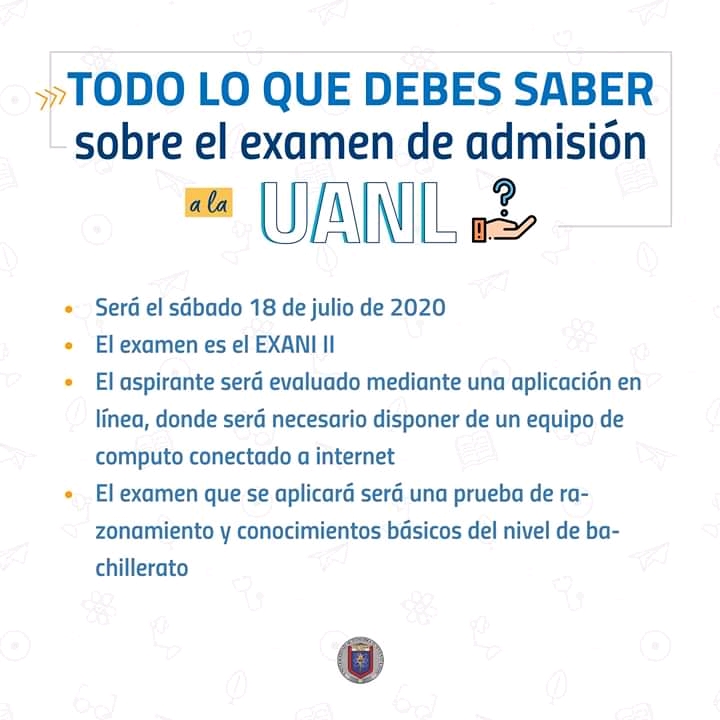 TODO LO QUE DEBES SABER
sobre el examen de admisión
a la UANL
• Será el sábado 18 de julio de 2020
• El examen es el EXANI II
• El aspirante será evaluado mediante una aplicación en
línea, donde será necesario disponer de un equipo de
computo conectado a internet
• El examen que se aplicará será una prueba de ra-
zonamiento y conocimientos básicos del nivel de ba-
chillerato